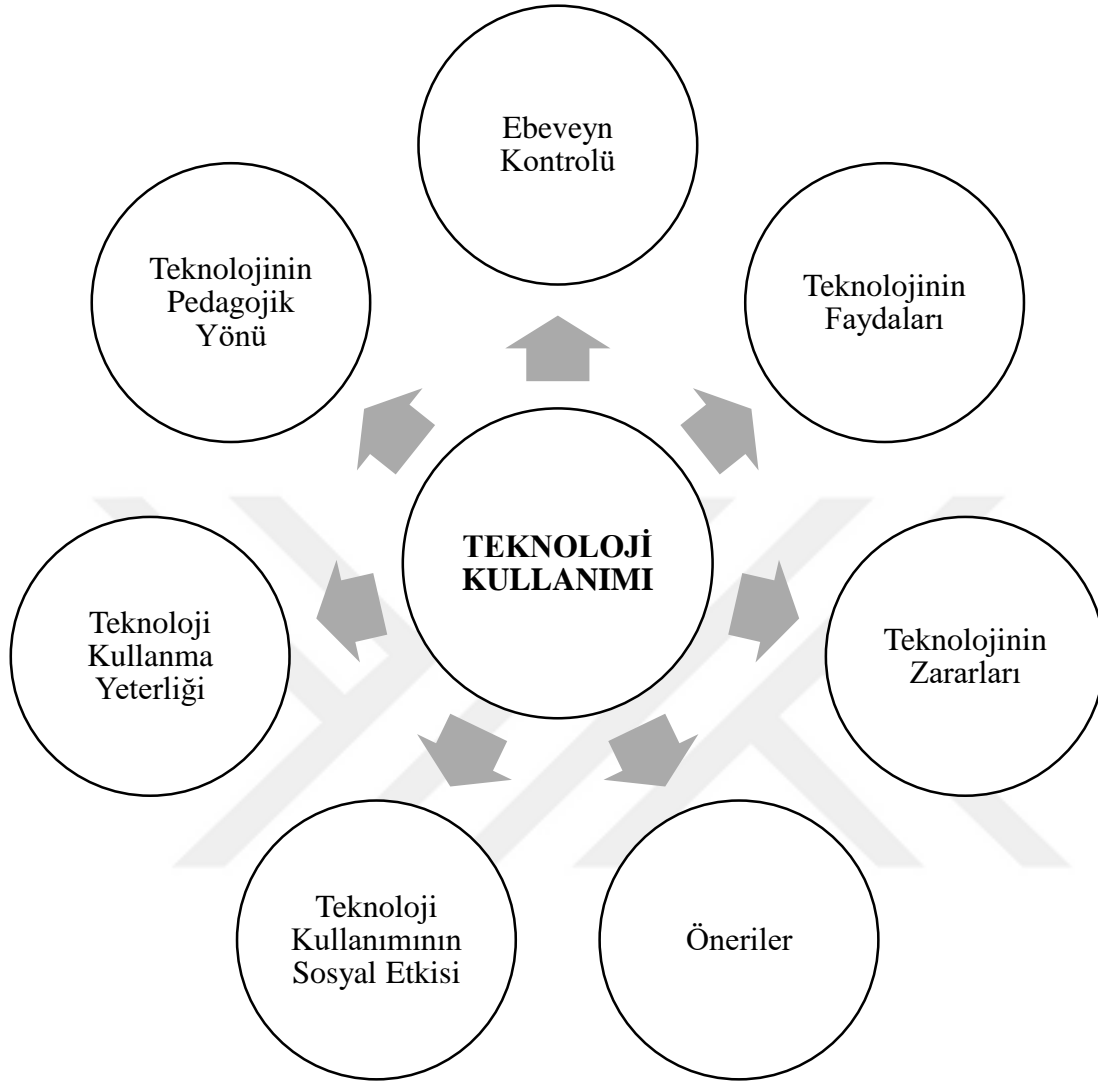 Ebeveyn
Kontrolü
Teknolojinin
Pedagojik
Yönü
Teknolojinin
Faydaları
TEKNOLOJİ
KULLANIMI
Teknoloji
Kullanma
Yeterliği
Teknolojinin
Zararları
Teknoloji
Kullanımının
Sosyal Etkisi
Öneriler